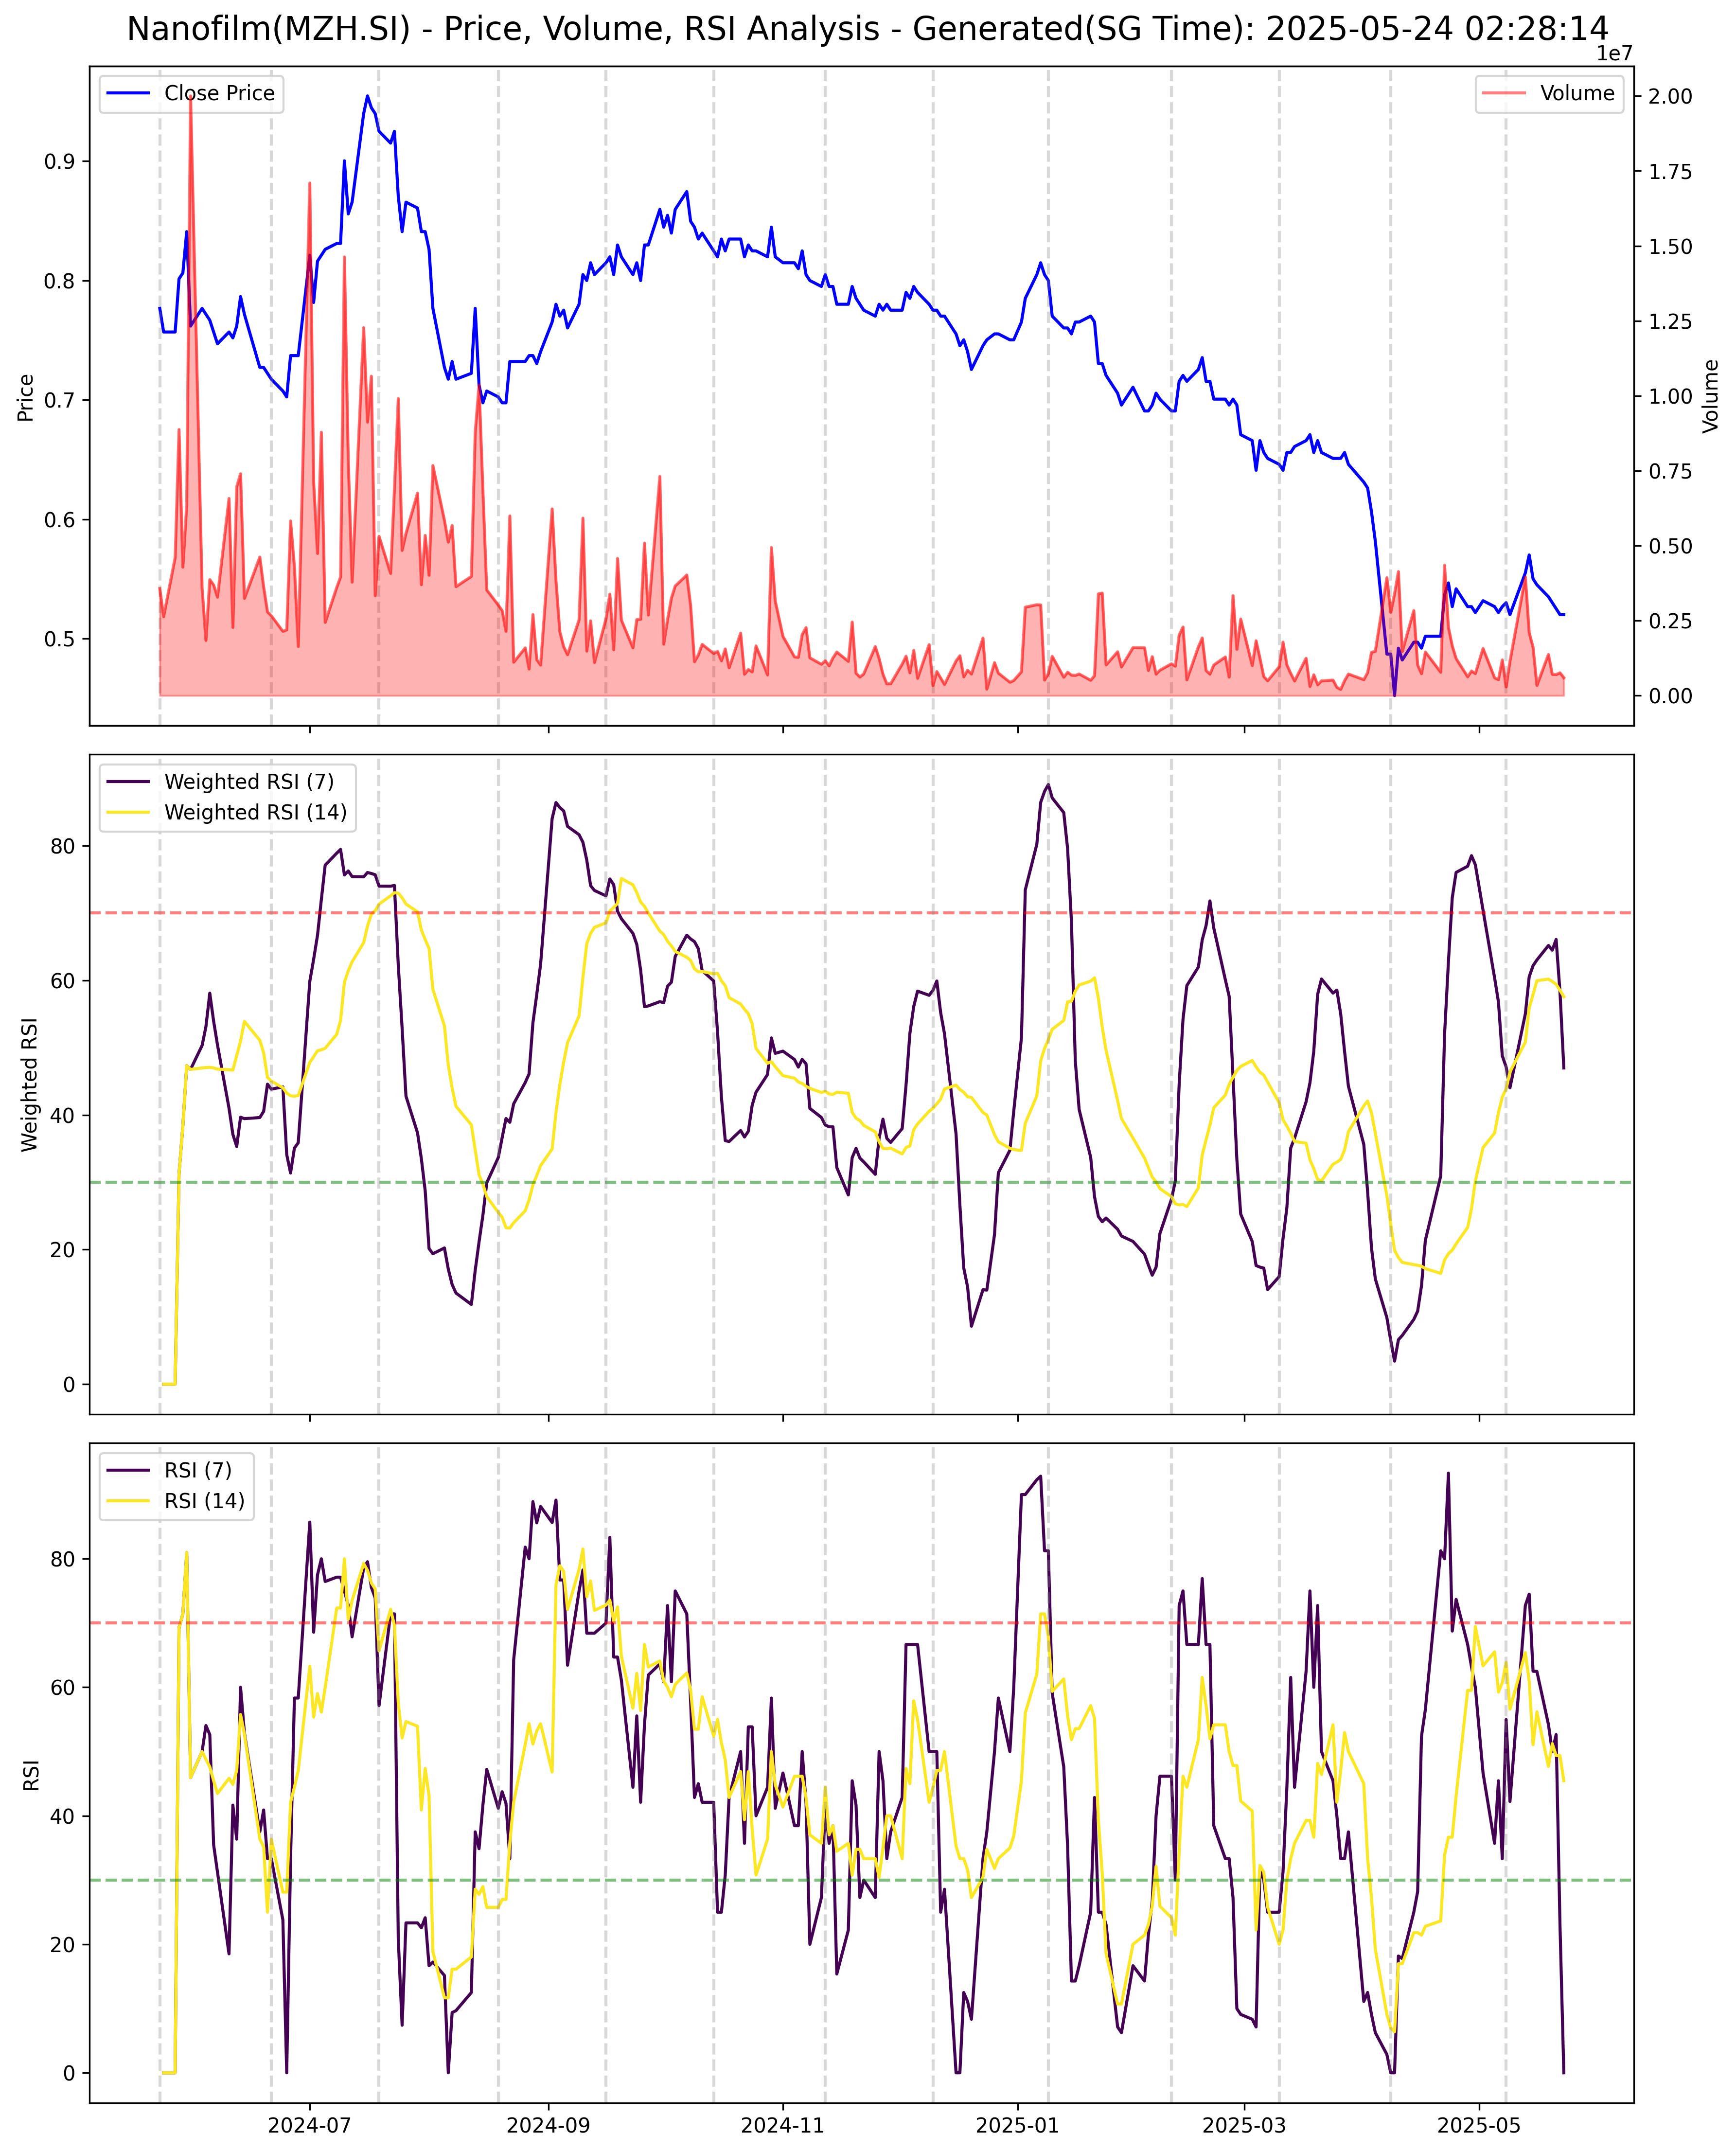 Nanofilm(MZH.SI) - Price, Volume, RSI Analysis - Generated(SG Time): 2025-05-24 02:28:14
1e7
Close Price
Volume
0.9
0.8
0.7
0.6
0.5
Price
2.00
1.75
1.50
1.25
1.00
0.75
0.50
0.25
0.00
Volume
Weighted RSI (7)
Weighted RSI (14)
80
60
40
20
0
Weighted RSI
RSI (7)
RSI (14)
80
60
40
20
0
RSI
2024-07
2024-09
2024-11
2025-01
2025-03
2025-05